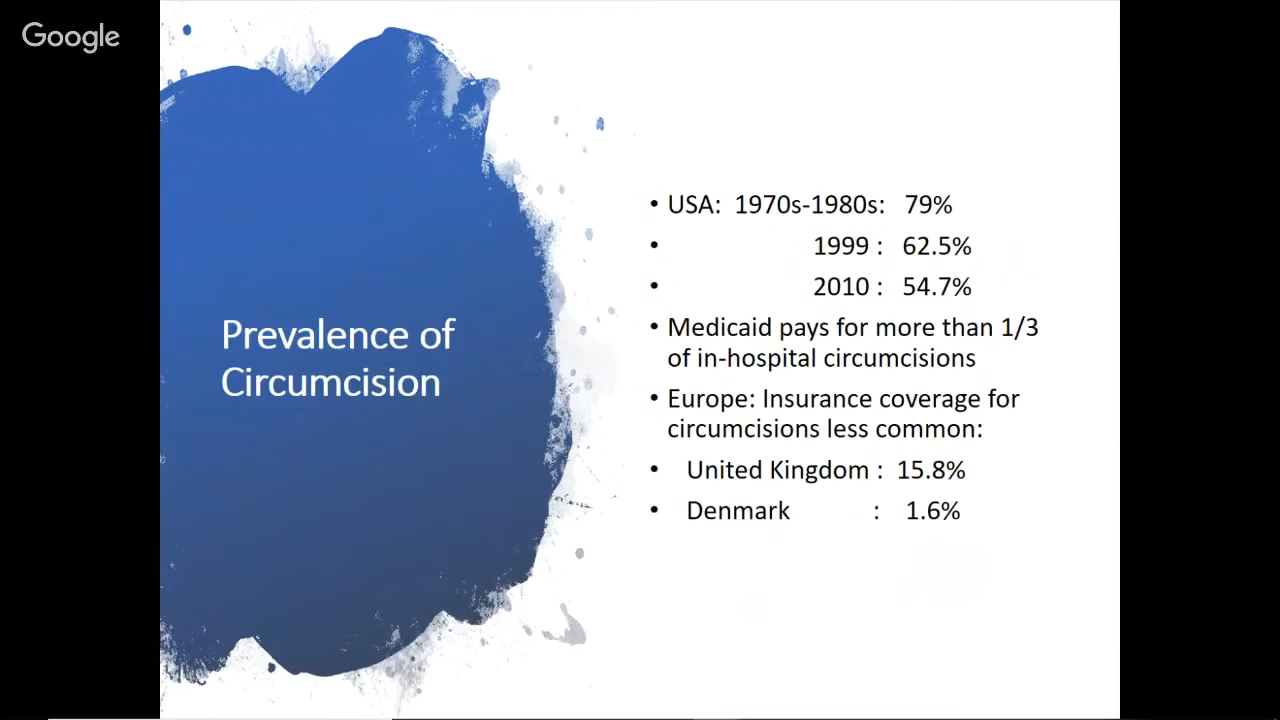 Google
Prevalence of
Circumcision
• USA: 1970s-1980s: 79%
• 1999 : 62.5%
• 2010 : 54.7%
• Medicaid pays for more than 1/3
of in-hospital circumcisions
• Europe: Insurance coverage for
circumcisions less common:
• United Kingdom : 15.8%
• Denmark : 1.6%